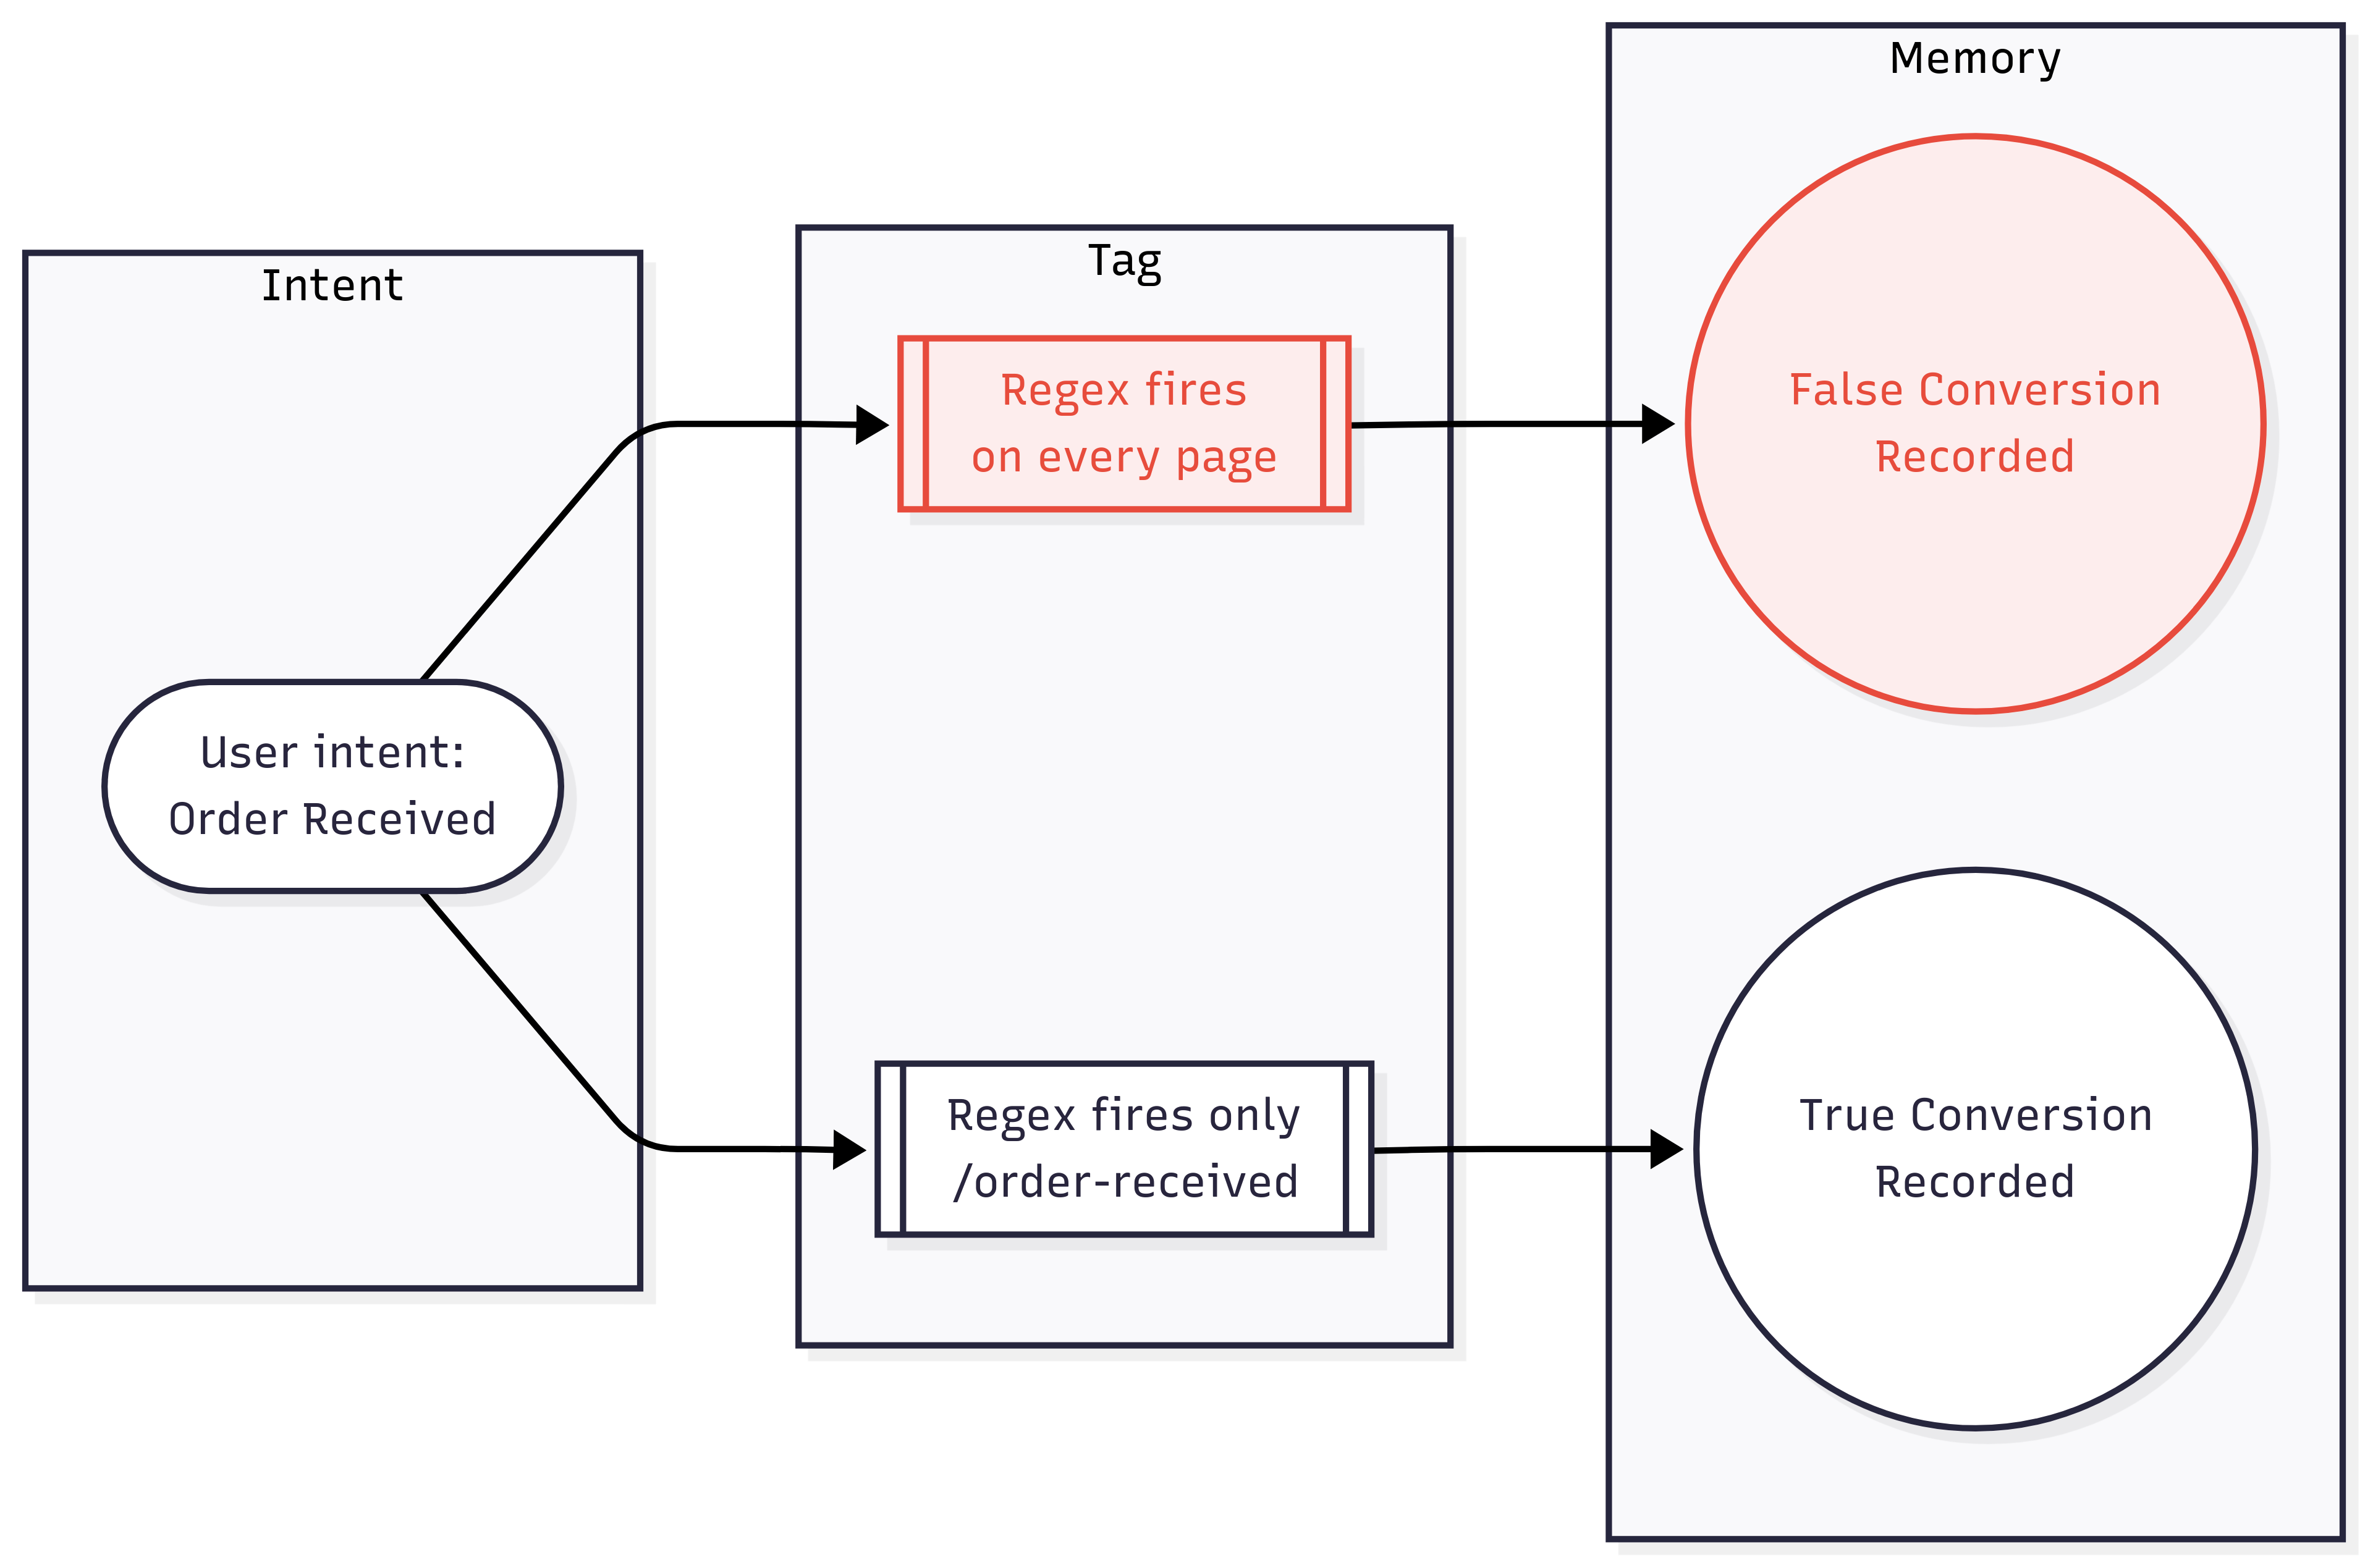 Intent
User intent:
Order Received
Tag
Regex fires
on every page
Regex fires only
/order-received
Memory
False Conversion
Recorded
True Conversion
Recorded